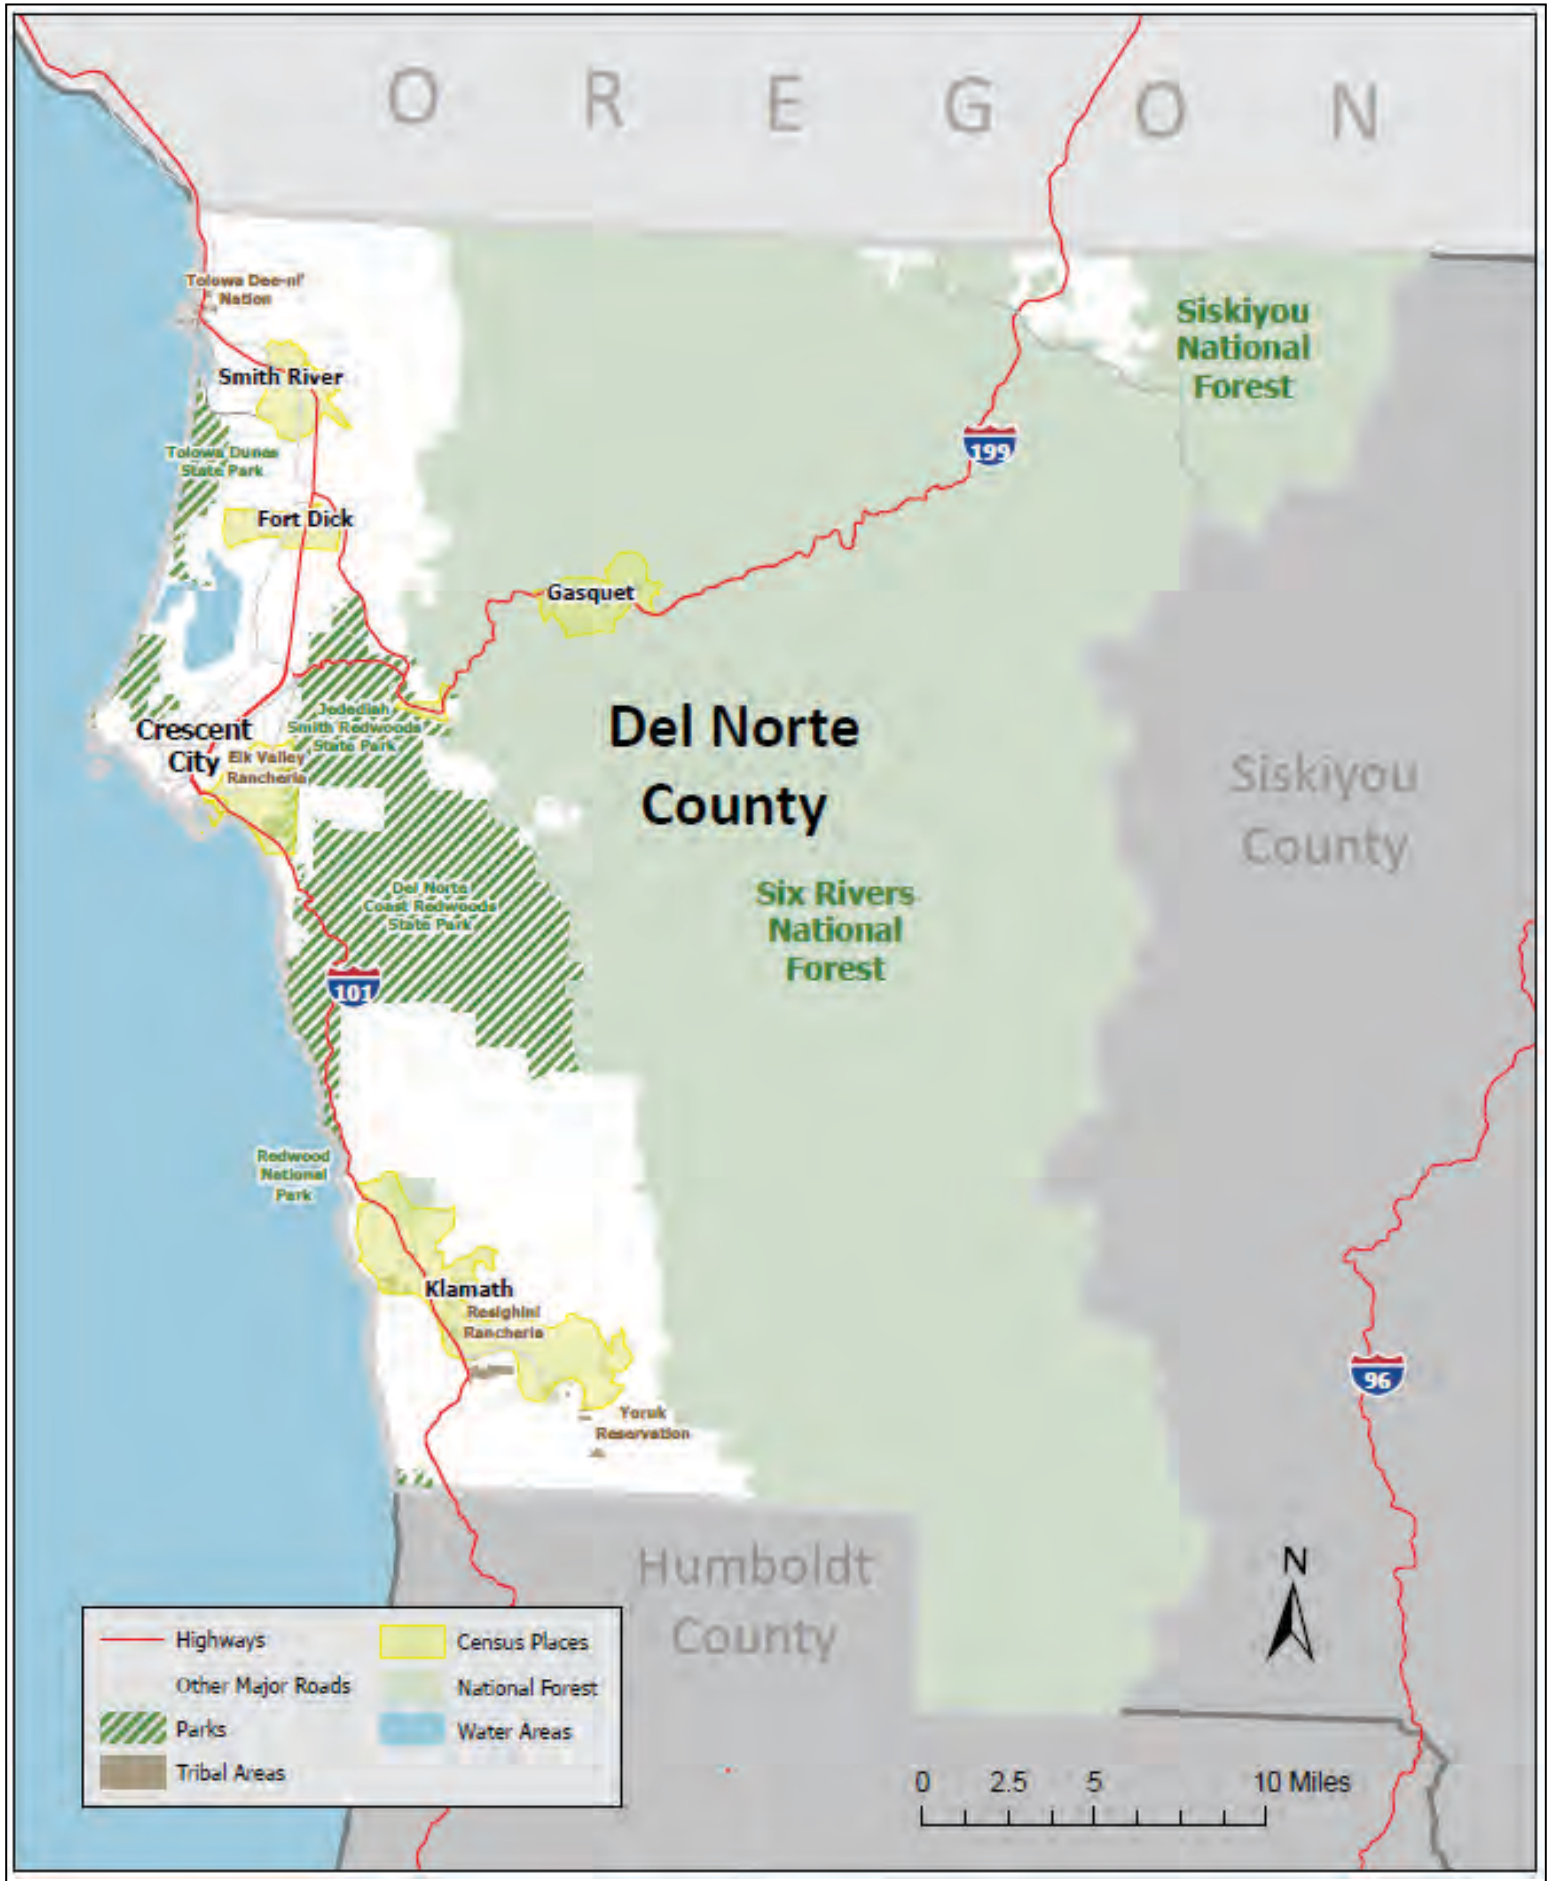 O R E G O N
Tolowa Dee-ni'
Nation
Siskiyou
National
Forest
Smith River
199
Tolowa Dunes
State Park
Fort Dick
Gasquet
Del Norte
County
Jedediah
Smith Redwoods
State Park
Crescent
City
Elk Valley
Rancheria
Siskiyou
County
Six Rivers
National
Forest
Del Norte
Coast Redwoods
State Park
101
Redwood
National
Park
Klamath
Resighini
Rancheria
96
Yoruk
Reservation
Humboldt
County
N
Highways
Other Major Roads
Parks
Tribal Areas
Census Places
National Forest
Water Areas
0 2.5 5 10 Miles